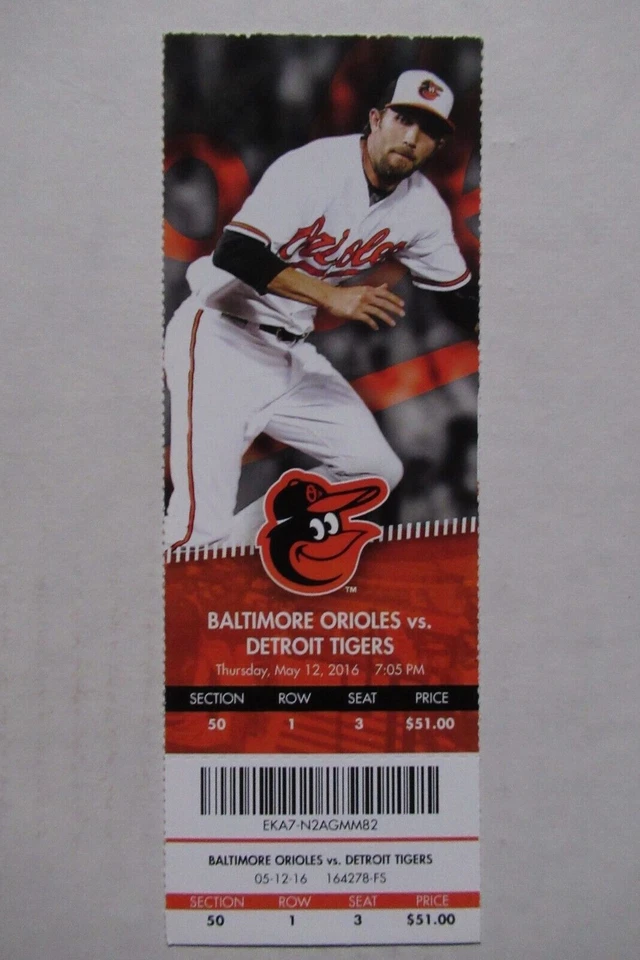 Orioles
TM
BALTIMORE ORIOLES vs.
DETROIT TIGERS
Thursday, May 12, 2016 7:05 PM
SECTION ROW SEAT PRICE
50 1 3 $51.00
EKA7-N2AGMM82
BALTIMORE ORIOLES vs. DETROIT TIGERS
05-12-16 164278-FS
SECTION ROW SEAT PRICE
50 1 3 $51.00